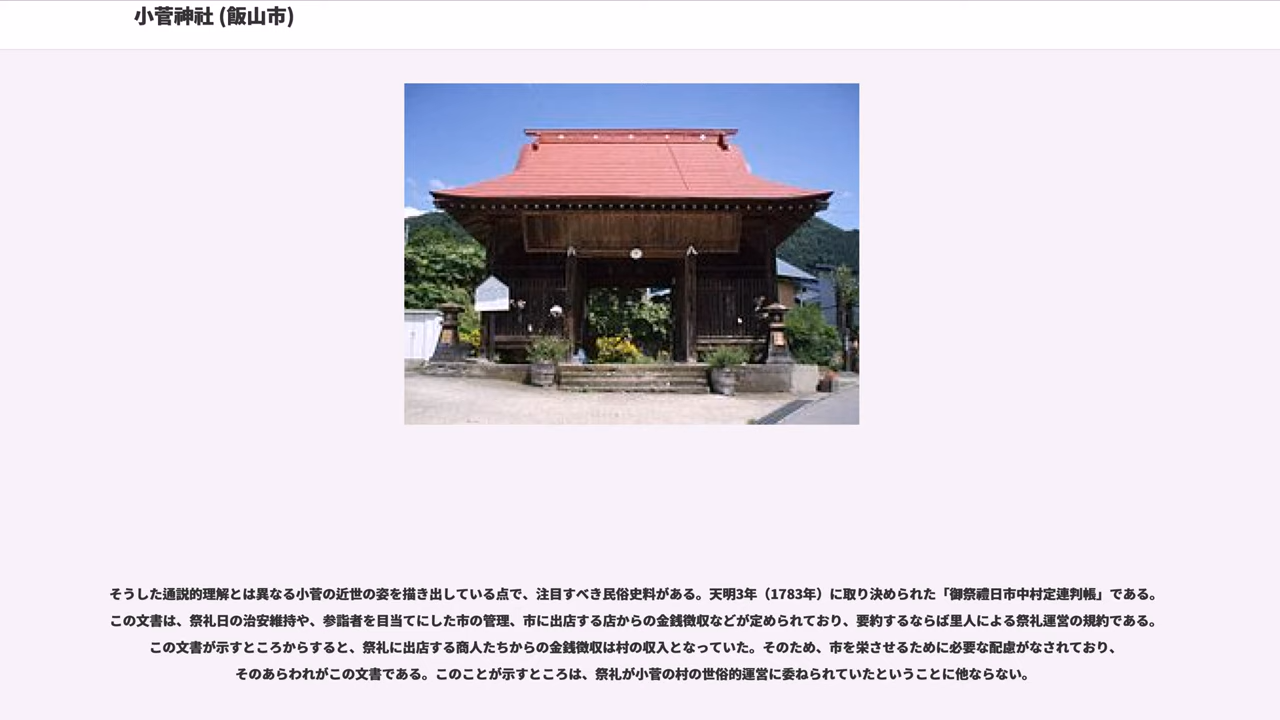 小菅神社 (飯山市)
そうした通説的理解とは異なる小菅の近世の姿を描き出している点で、注目すべき民俗史料がある。天明3年（1783年）に取り決められた「御祭禮日市中村定連判帳」である。
この文書は、祭礼日の治安維持や、参詣者を目当てにした市の管理、市に出店する店からの金銭徴収などが定められており、要約するならば里人による祭礼運営の規約である。
この文書が示すところからすると、祭礼に出店する商人たちからの金銭徴収は村の収入となっていた。そのため、市を栄させるために必要な配慮がなされており、
そのあらわれがこの文書である。このことが示すところは、祭礼が小菅の村の世俗的運営に委ねられていたということに他ならない。